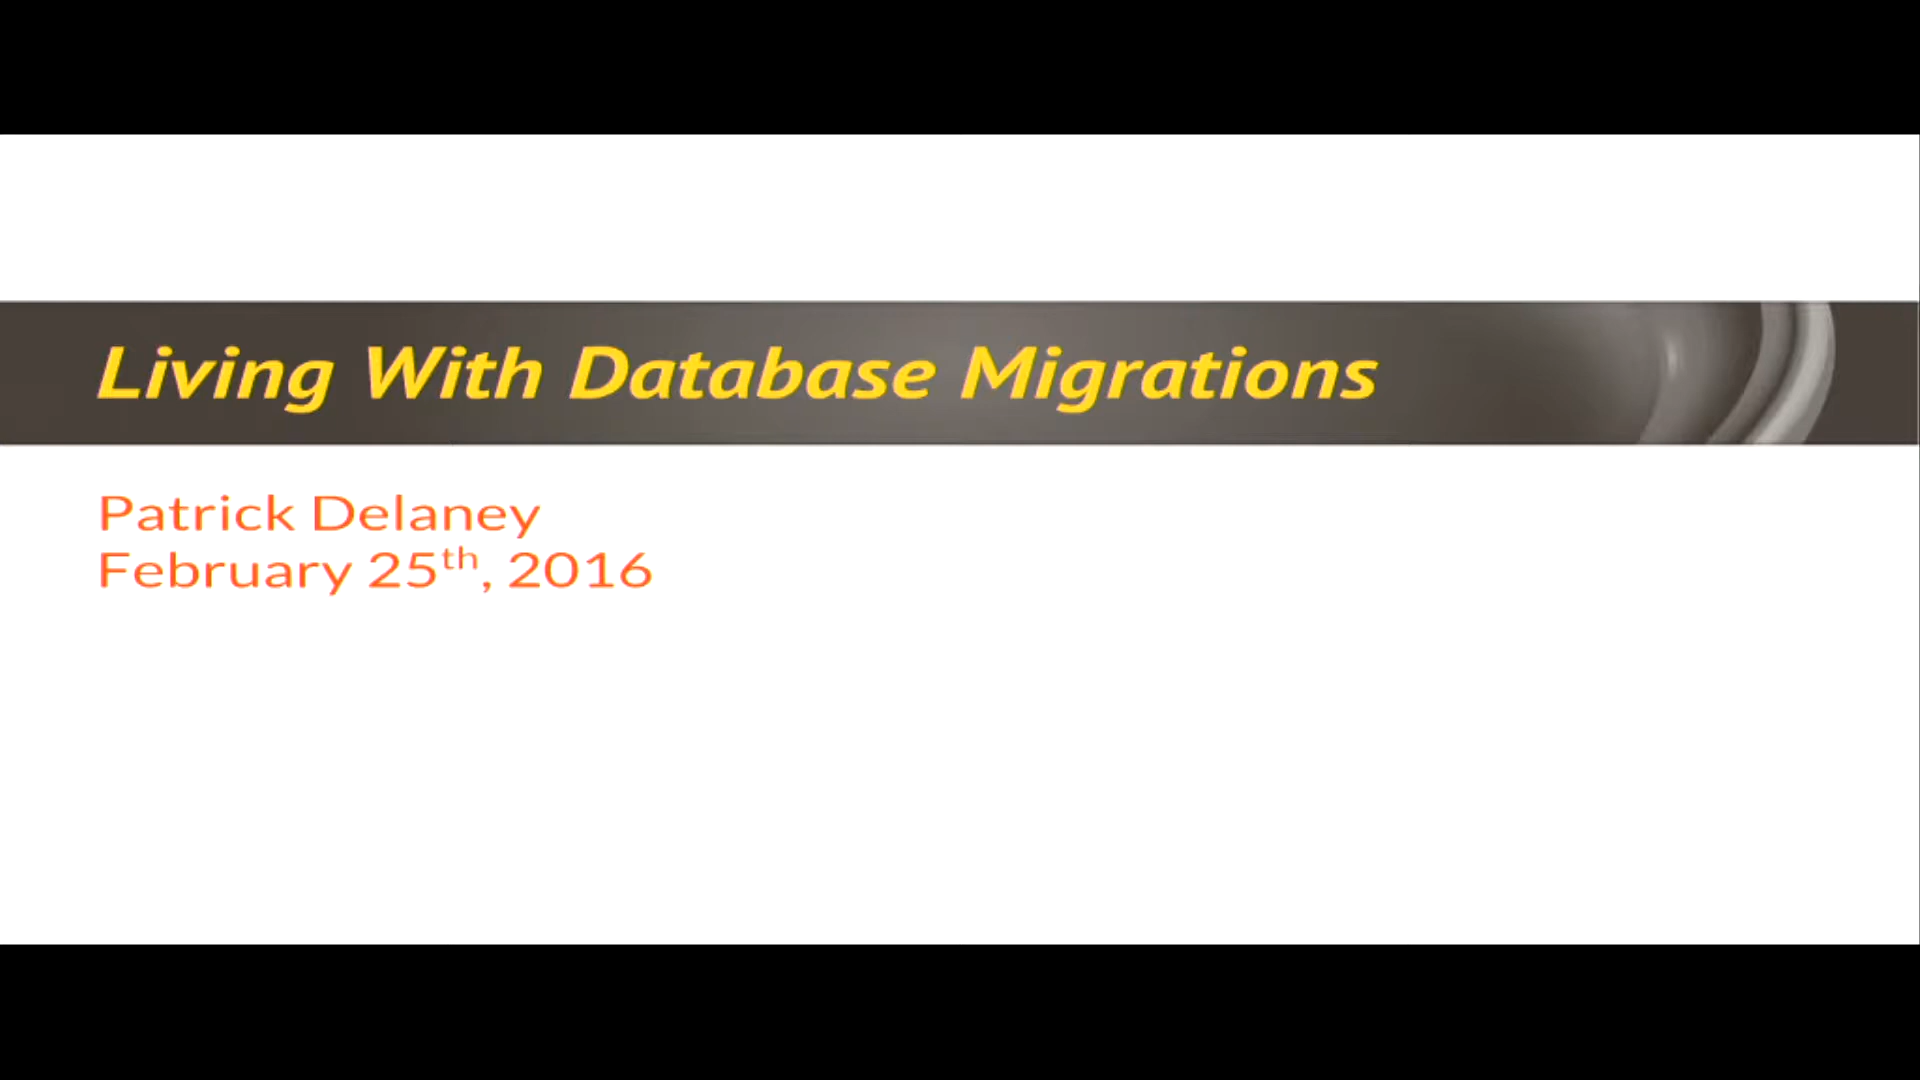 Living With Database Migrations
Patrick Delaney
February 25th, 2016